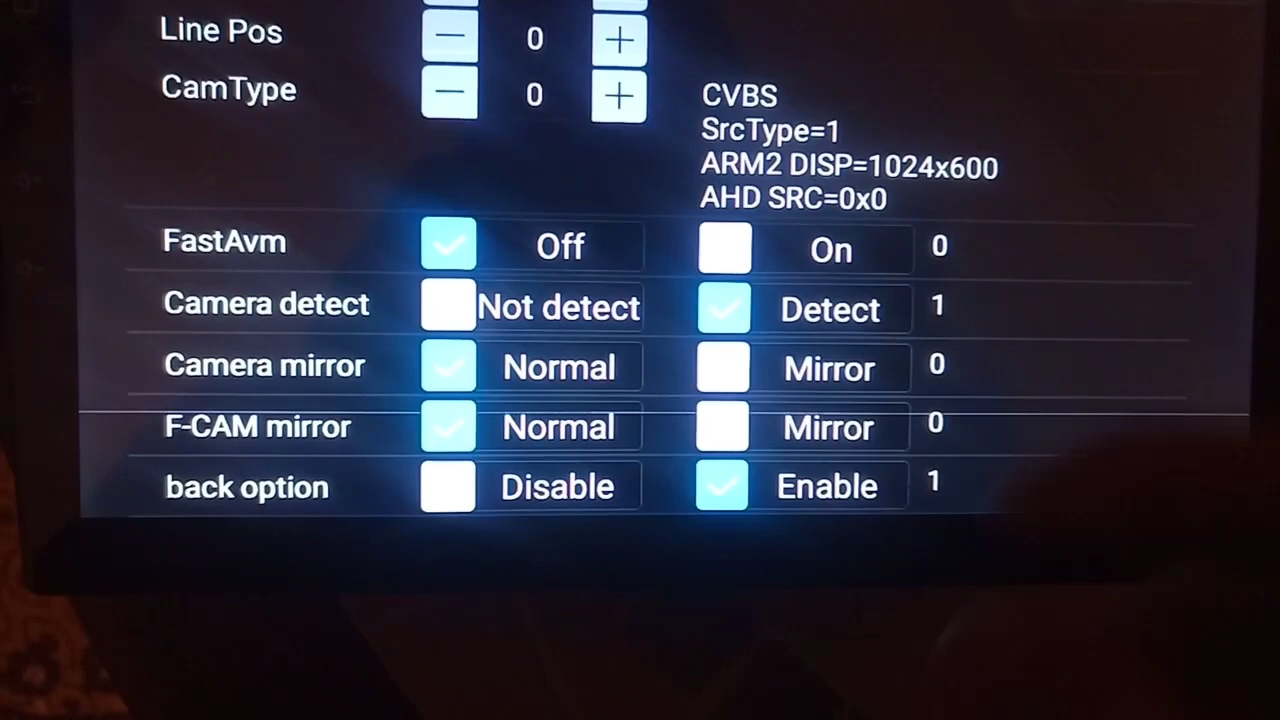 Line Pos − 0 +
CamType − 0 +
CVBS
SrcType=1
ARM2 DISP=1024x600
AHD SRC=0x0
FastAvm Off On 0
Camera detect Not detect Detect 1
Camera mirror Normal Mirror 0
F-CAM mirror Normal Mirror 0
back option Disable Enable 1